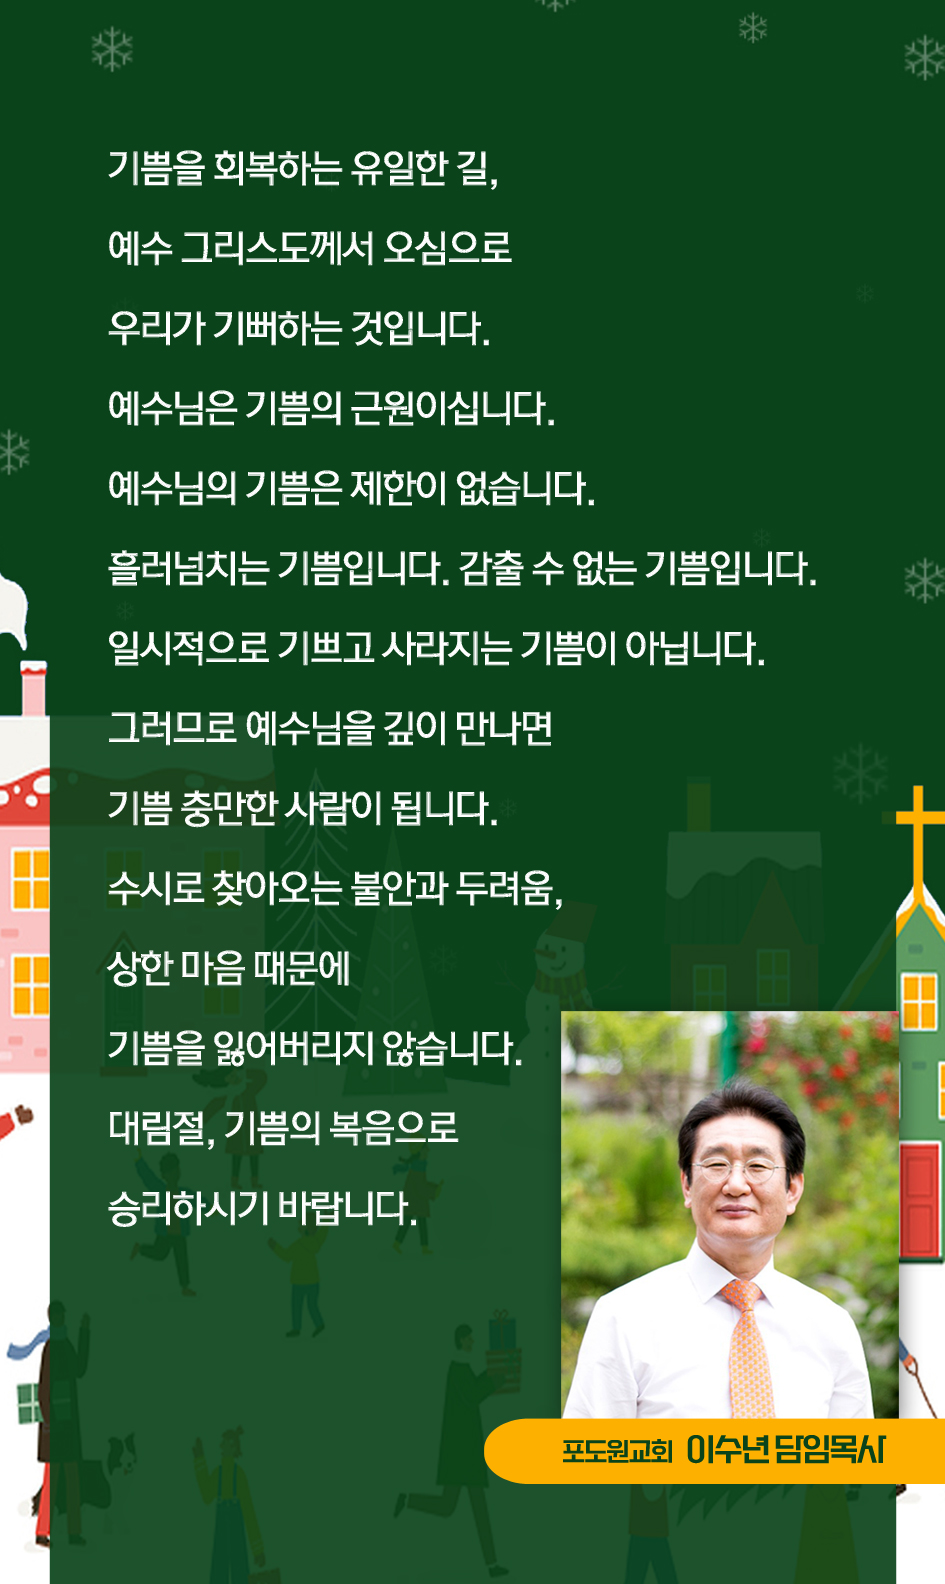 기쁨을 회복하는 유일한 길,
예수 그리스도께서 오심으로
우리가 기뻐하는 것입니다.
예수님은 기쁨의 근원이십니다.
예수님의 기쁨은 제한이 없습니다.
흘러넘치는 기쁨입니다. 감출 수 없는 기쁨입니다.
일시적으로 기쁘고 사라지는 기쁨이 아닙니다.
그러므로 예수님을 깊이 만나면
기쁨 충만한 사람이 됩니다.
수시로 찾아오는 불안과 두려움,
상한 마음 때문에
기쁨을 잃어버리지 않습니다.
대림절, 기쁨의 복음으로
승리하시기 바랍니다.
포도원교회 이수년 담임목사